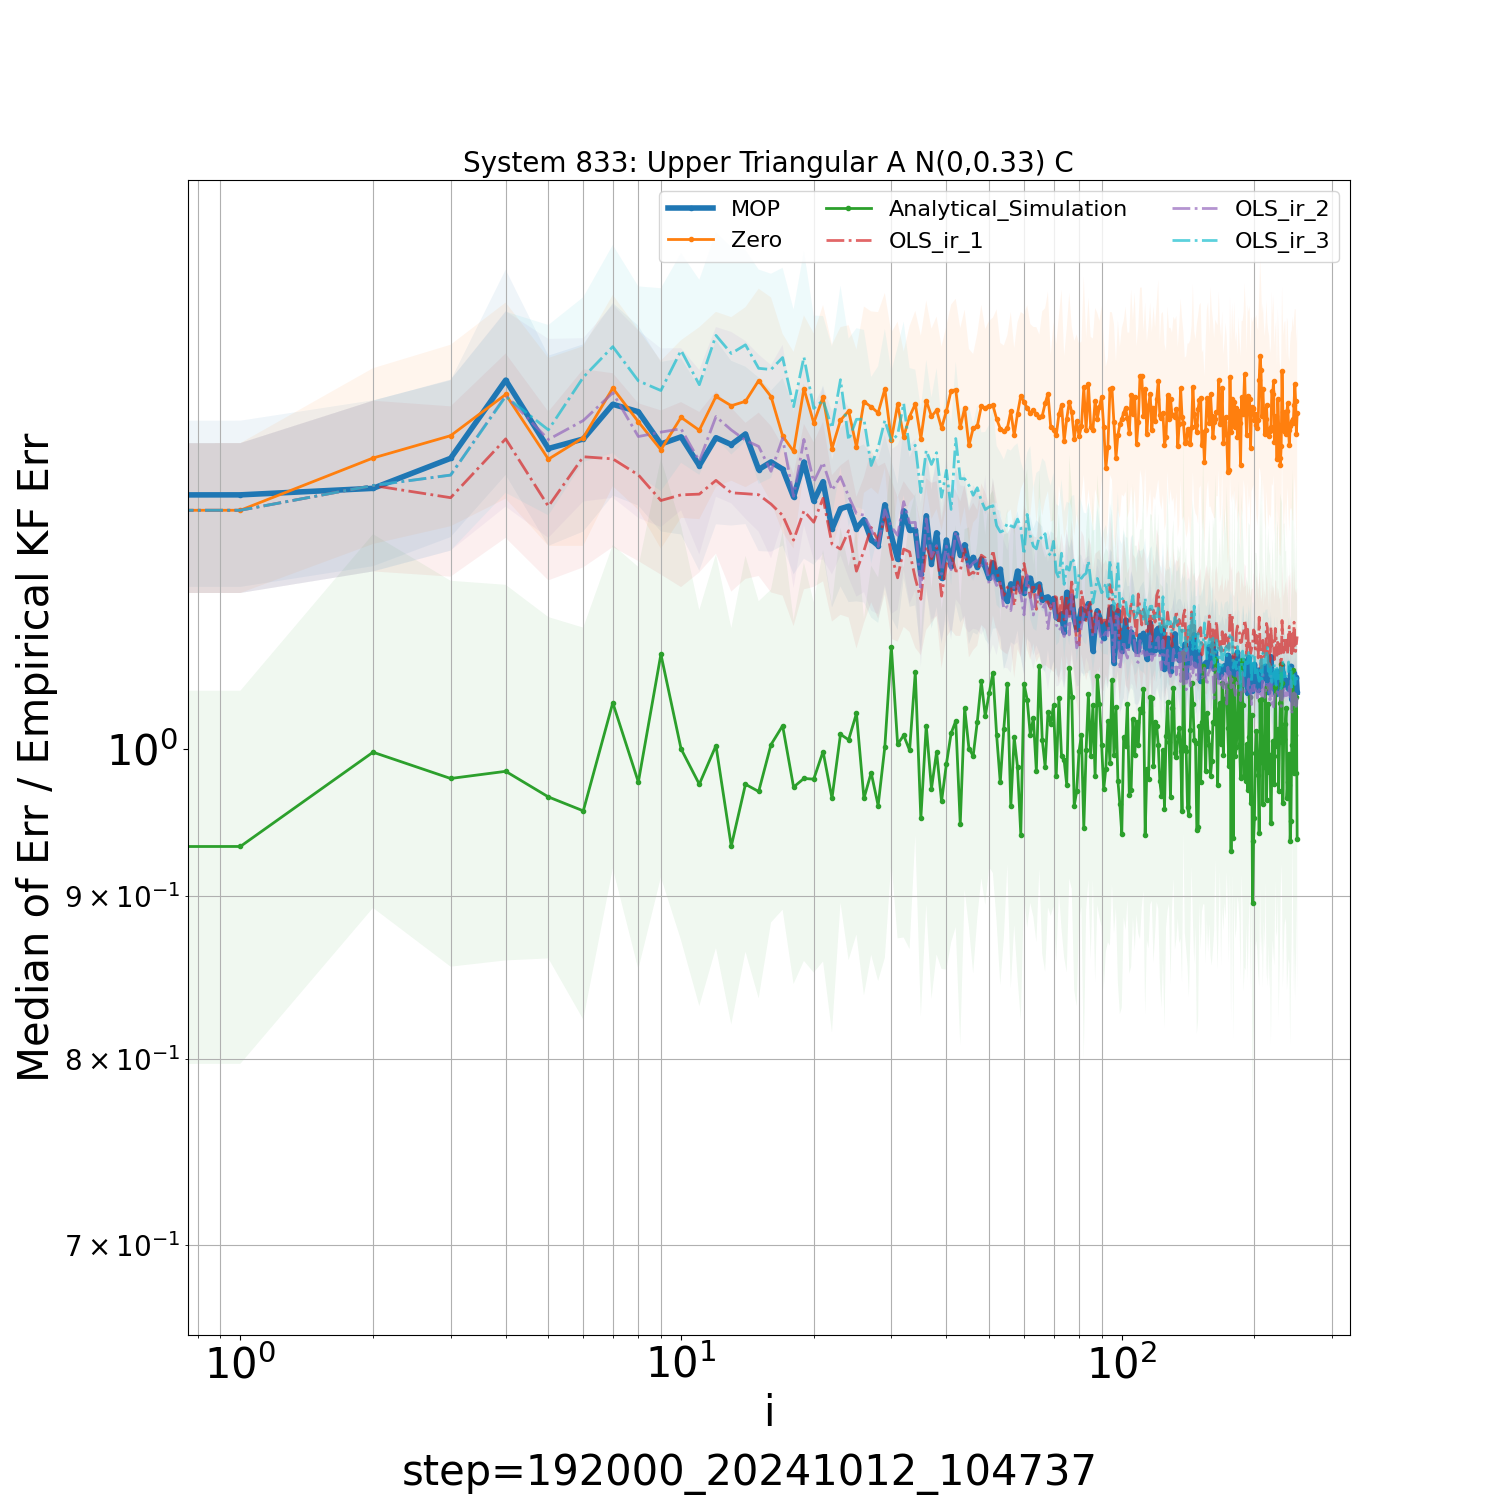 System 833: Upper Triangular A N(0,0.33) C
MOP
Zero
Analytical_Simulation
OLS_ir_1
OLS_ir_2
OLS_ir_3
Median of Err / Empirical KF Err
10⁰
9 × 10⁻¹
8 × 10⁻¹
7 × 10⁻¹
10⁰ 10¹ 10²
i
step=192000_20241012_104737